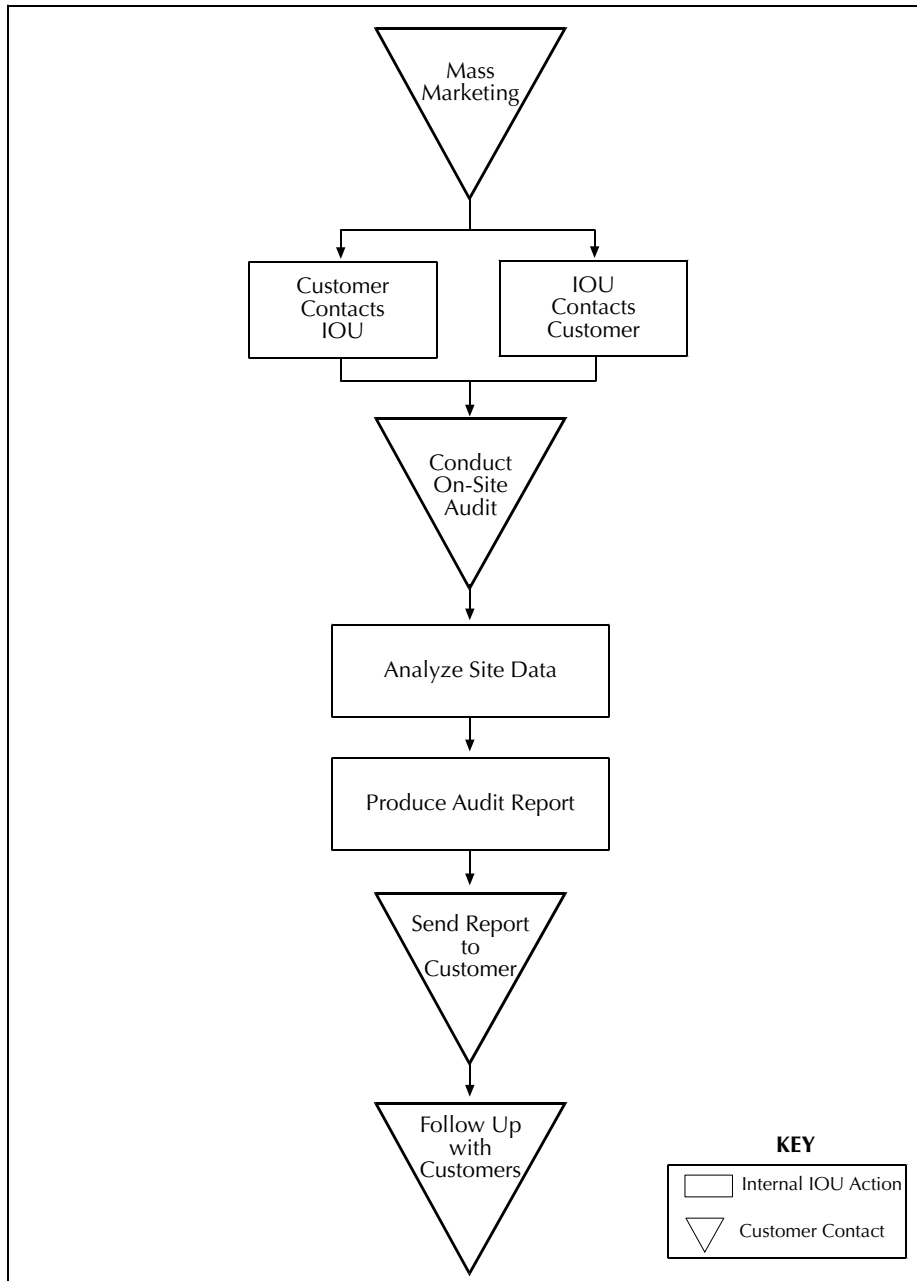 Mass
Marketing
Customer
Contacts
IOU
IOU
Contacts
Customer
Conduct
On-Site
Audit
Analyze Site Data
Produce Audit Report
Send Report
to
Customer
Follow Up
with
Customers
KEY
Internal IOU Action
Customer Contact